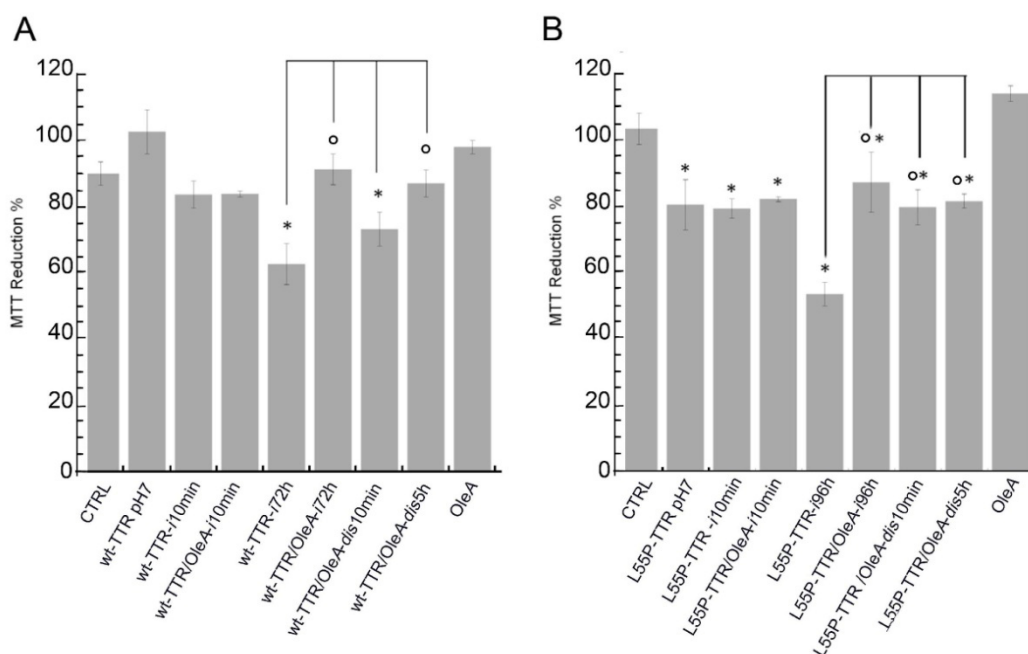 A
MTT Reduction %
120
100
80
60
40
20
0
*
o
*
o
CTRL
wt-TTR pH7
wt-TTR-i10min
wt-TTR/OleA-i10min
wt-TTR-i72h
wt-TTR/OleA-i72h
wt-TTR/OleA-dis10min
wt-TTR/OleA-dis5h
OleA
B
MTT Reduction %
120
100
80
60
40
20
0
*
*
*
*
o*
o*
o*
CTRL
L55P-TTR pH7
L55P-TTR -i10min
L55P-TTR/OleA-i10min
L55P-TTR-i96h
L55P-TTR/OleA-i96h
L55P-TTR /OleA-dis10min
L55P-TTR/OleA-dis5h
OleA